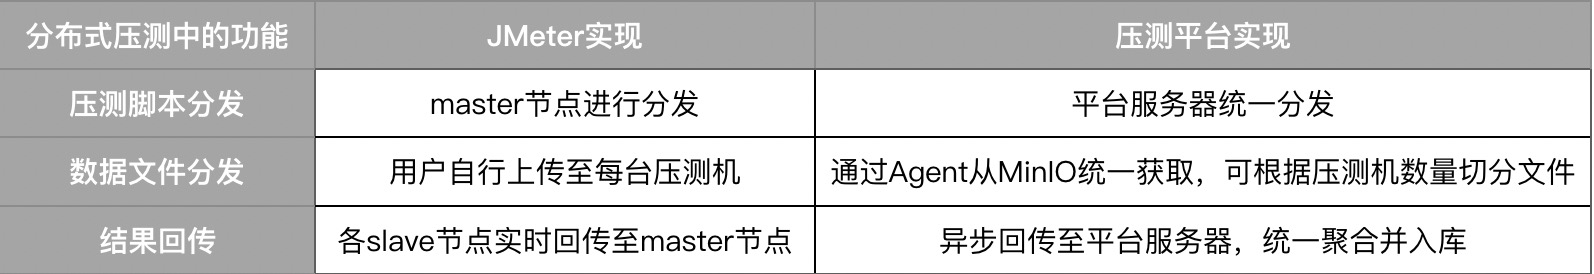 分布式压测中的功能 JMeter实现 压测平台实现
压测脚本分发 master节点进行分发 平台服务器统一分发
数据文件分发 用户自行上传至每台压测机 通过Agent从MinIO统一获取，可根据压测机数量切分文件
结果回传 各slave节点实时回传至master节点 异步回传至平台服务器，统一聚合并入库